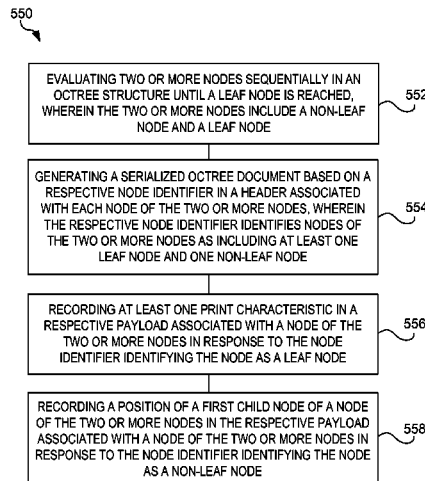 550
EVALUATING TWO OR MORE NODES SEQUENTIALLY IN AN
OCTREE STRUCTURE UNTIL A LEAF NODE IS REACHED,
WHEREIN THE TWO OR MORE NODES INCLUDE A NON-LEAF
NODE AND A LEAF NODE
552
GENERATING A SERIALIZED OCTREE DOCUMENT BASED ON A
RESPECTIVE NODE IDENTIFIER IN A HEADER ASSOCIATED
WITH EACH NODE OF THE TWO OR MORE NODES, WHEREIN
THE RESPECTIVE NODE IDENTIFIER IDENTIFIES NODES OF
THE TWO OR MORE NODES AS INCLUDING AT LEAST ONE
LEAF NODE AND ONE NON-LEAF NODE
554
RECORDING AT LEAST ONE PRINT CHARACTERISTIC IN A
RESPECTIVE PAYLOAD ASSOCIATED WITH A NODE OF THE
TWO OR MORE NODES IN RESPONSE TO THE NODE
IDENTIFIER IDENTIFYING THE NODE AS A LEAF NODE
556
RECORDING A POSITION OF A FIRST CHILD NODE OF A NODE
OF THE TWO OR MORE NODES IN THE RESPECTIVE PAYLOAD
ASSOCIATED WITH A NODE OF THE TWO OR MORE NODES IN
RESPONSE TO THE NODE IDENTIFIER IDENTIFYING THE NODE
AS A NON-LEAF NODE
558